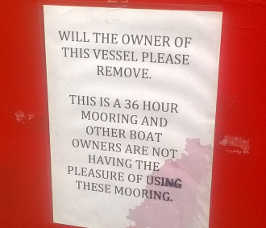 WILL THE OWNER OF
THIS VESSEL PLEASE
REMOVE.
THIS IS A 36 HOUR
MOORING AND
OTHER BOAT
OWNERS ARE NOT
HAVING THE
PLEASURE OF USING
THESE MOORING.